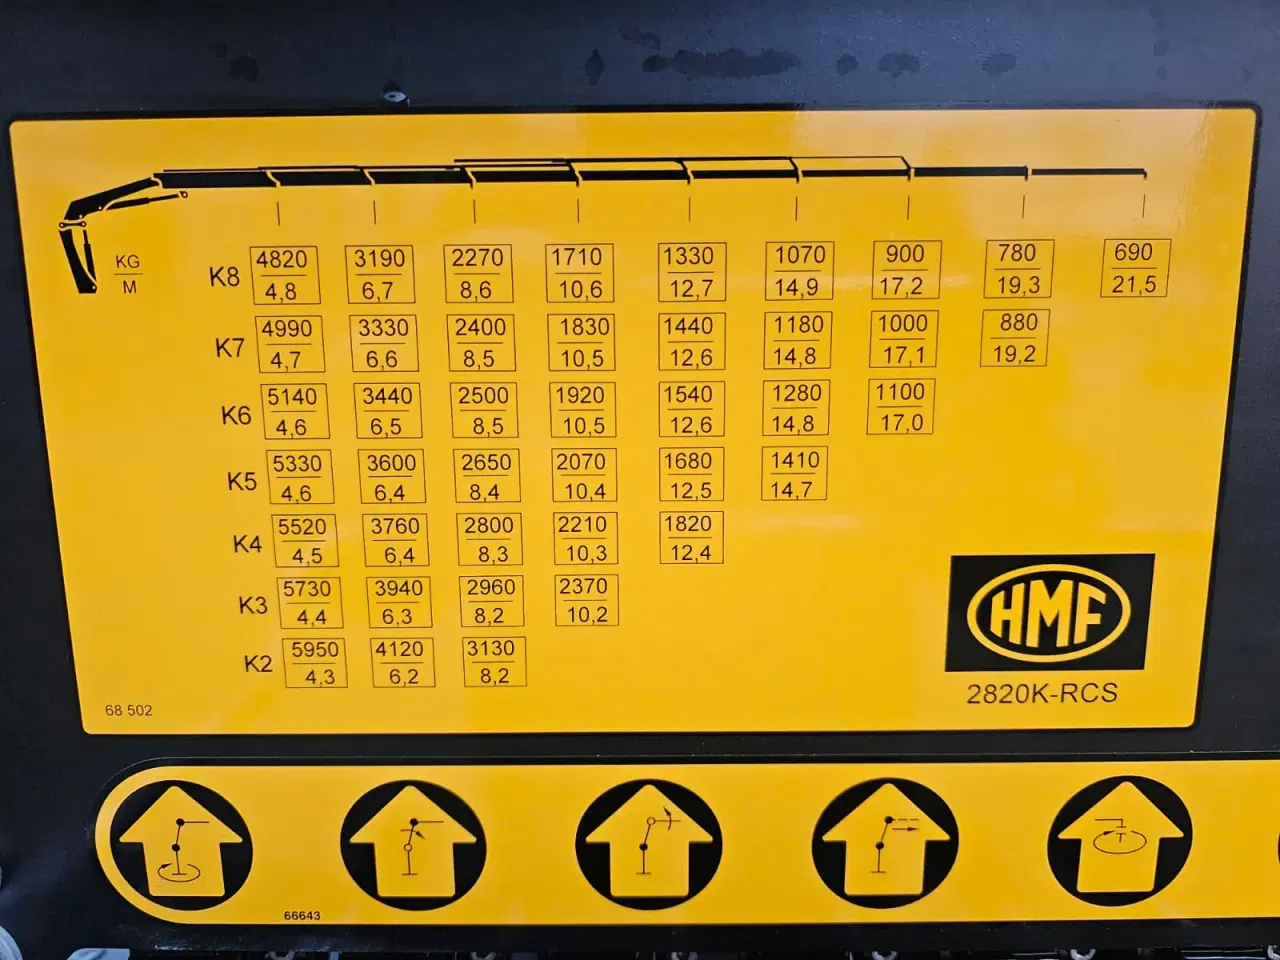 KG
M
K8 4820 3190 2270 1710 1330 1070 900 780 690
4,8 6,7 8,6 10,6 12,7 14,9 17,2 19,3 21,5
K7 4990 3330 2400 1830 1440 1180 1000 880
4,7 6,6 8,5 10,5 12,6 14,8 17,1 19,2
K6 5140 3440 2500 1920 1540 1280 1100
4,6 6,5 8,5 10,5 12,6 14,8 17,0
K5 5330 3600 2650 2070 1680 1410
4,6 6,4 8,4 10,4 12,5 14,7
K4 5520 3760 2800 2210 1820
4,5 6,4 8,3 10,3 12,4
K3 5730 3940 2960 2370
4,4 6,3 8,2 10,2
K2 5950 4120 3130
4,3 6,2 8,2
HMF
2820K-RCS
68 502
66643